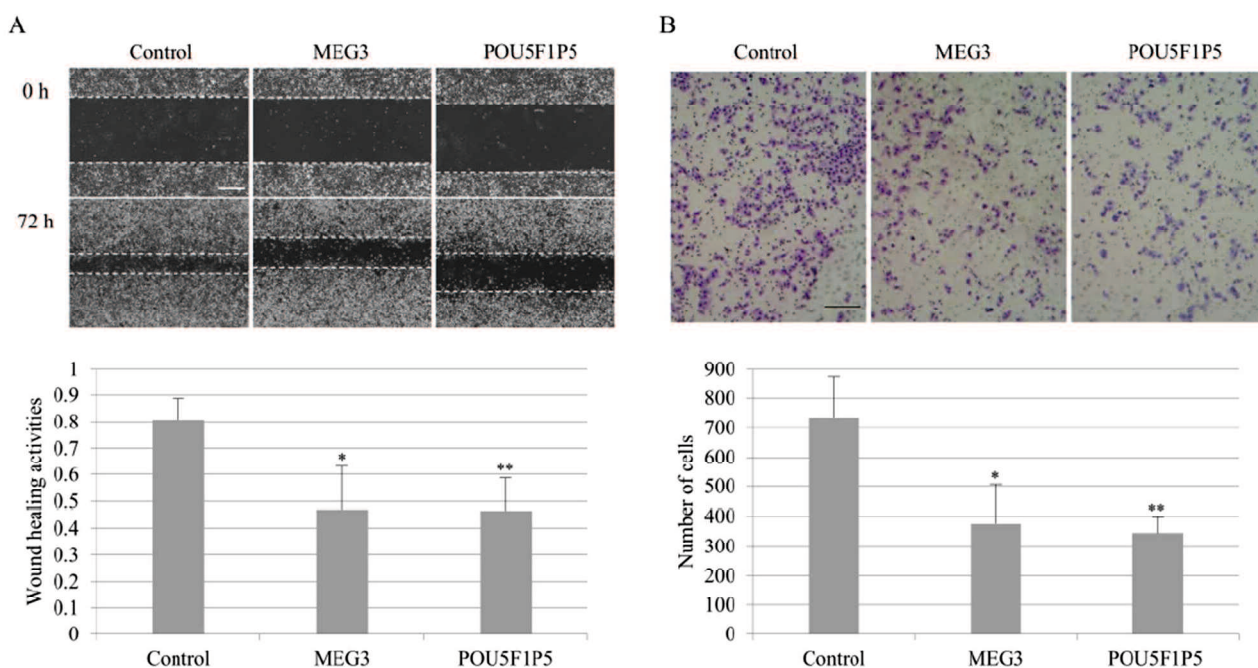 A
Control MEG3 POU5F1P5
0 h
72 h
1
0.9
0.8
0.7
0.6
0.5
0.4
0.3
0.2
0.1
0
Wound healing activities
*
**
Control MEG3 POU5F1P5
B
Control MEG3 POU5F1P5
900
800
700
600
500
400
300
200
100
0
Number of cells
*
**
Control MEG3 POU5F1P5